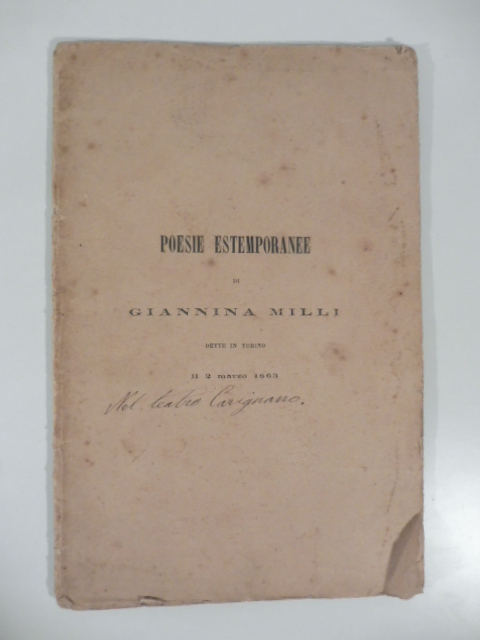 POESIE ESTEMPORANEE
DI
GIANNINA MILLI
DETTE IN TORINO
Il 2 marzo 1863
Nel teatro Carignano.